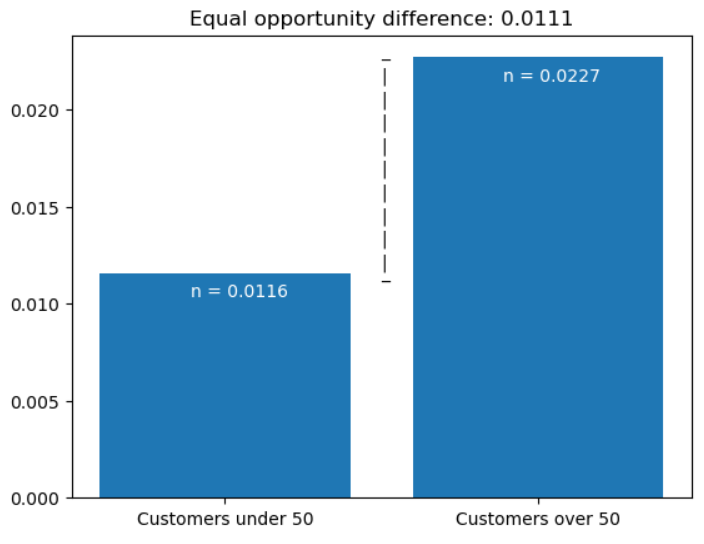 Equal opportunity difference: 0.0111
0.020
0.015
0.010
0.005
0.000
n = 0.0116
n = 0.0227
Customers under 50
Customers over 50